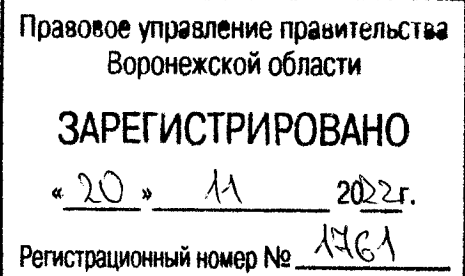 Правовое управление правительства
Воронежской области
ЗАРЕГИСТРИРОВАНО
«20» 11 2022г.
Регистрационный номер № 1761